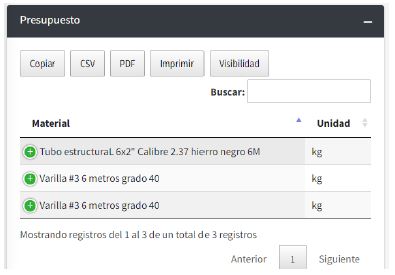 Presupuesto
Copiar CSV PDF Imprimir Visibilidad
Buscar:
Material Unidad
Tubo estructuraL 6x2" Calibre 2.37 hierro negro 6M kg
Varilla #3 6 metros grado 40 kg
Varilla #3 6 metros grado 40 kg
Mostrando registros del 1 al 3 de un total de 3 registros
Anterior 1 Siguiente